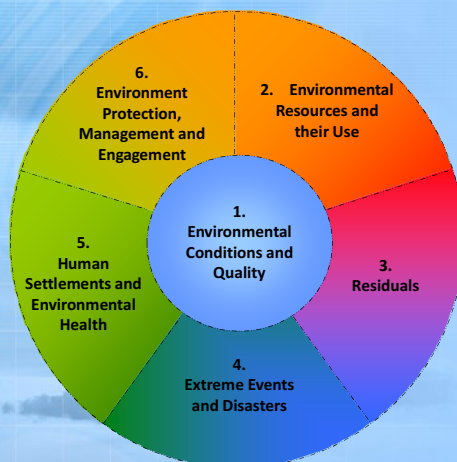 1.
Environmental
Conditions and
Quality
2. Environmental
Resources and
their Use
3.
Residuals
4.
Extreme Events
and Disasters
5.
Human
Settlements and
Environmental
Health
6.
Environment
Protection,
Management and
Engagement